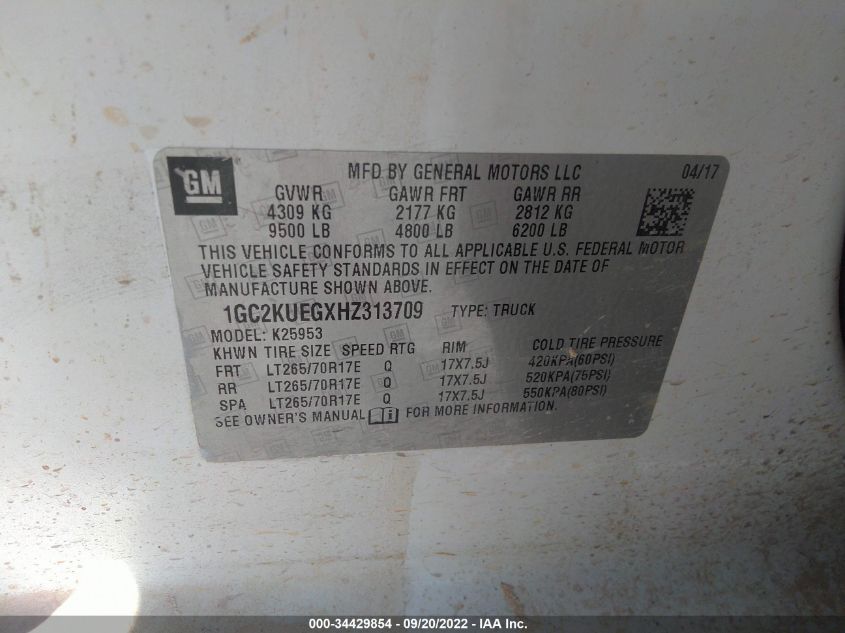 GM
MFD BY GENERAL MOTORS LLC 04/17
GVWR GAWR FRT GAWR RR
4309 KG 2177 KG 2812 KG
9500 LB 4800 LB 6200 LB
THIS VEHICLE CONFORMS TO ALL APPLICABLE U.S. FEDERAL MOTOR
VEHICLE SAFETY STANDARDS IN EFFECT ON THE DATE OF
MANUFACTURE SHOWN ABOVE.
1GC2KUEGXHZ313709 TYPE: TRUCK
MODEL: K25953
KHWN TIRE SIZE SPEED RTG RIM COLD TIRE PRESSURE
FRT LT265/70R17E Q 17X7.5J 420KPA(60PSI)
RR LT265/70R17E Q 17X7.5J 520KPA(75PSI)
SPA LT265/70R17E Q 17X7.5J 550KPA(80PSI)
SEE OWNER'S MANUAL FOR MORE INFORMATION.
000-34429854 - 09/20/2022 - IAA Inc.